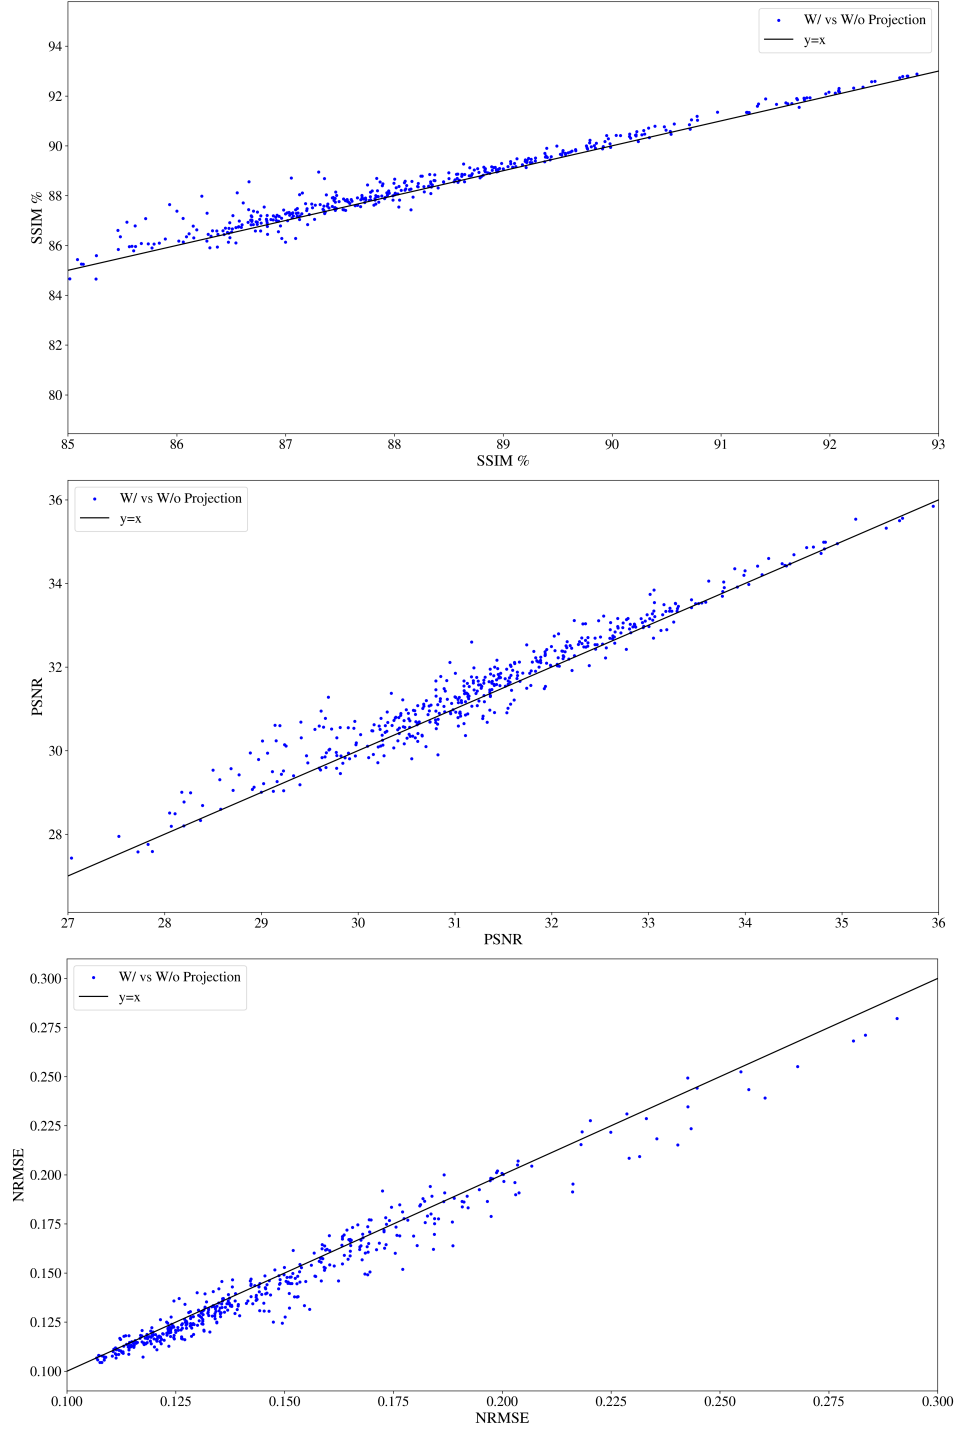 W/ vs W/o Projection
y=x
94
92
90
88
86
84
82
80
SSIM %
85 86 87 88 89 90 91 92 93
SSIM %
W/ vs W/o Projection
y=x
36
34
32
30
28
PSNR
27 28 29 30 31 32 33 34 35 36
PSNR
W/ vs W/o Projection
y=x
0.300
0.275
0.250
0.225
0.200
0.175
0.150
0.125
0.100
NRMSE
0.100 0.125 0.150 0.175 0.200 0.225 0.250 0.275 0.300
NRMSE